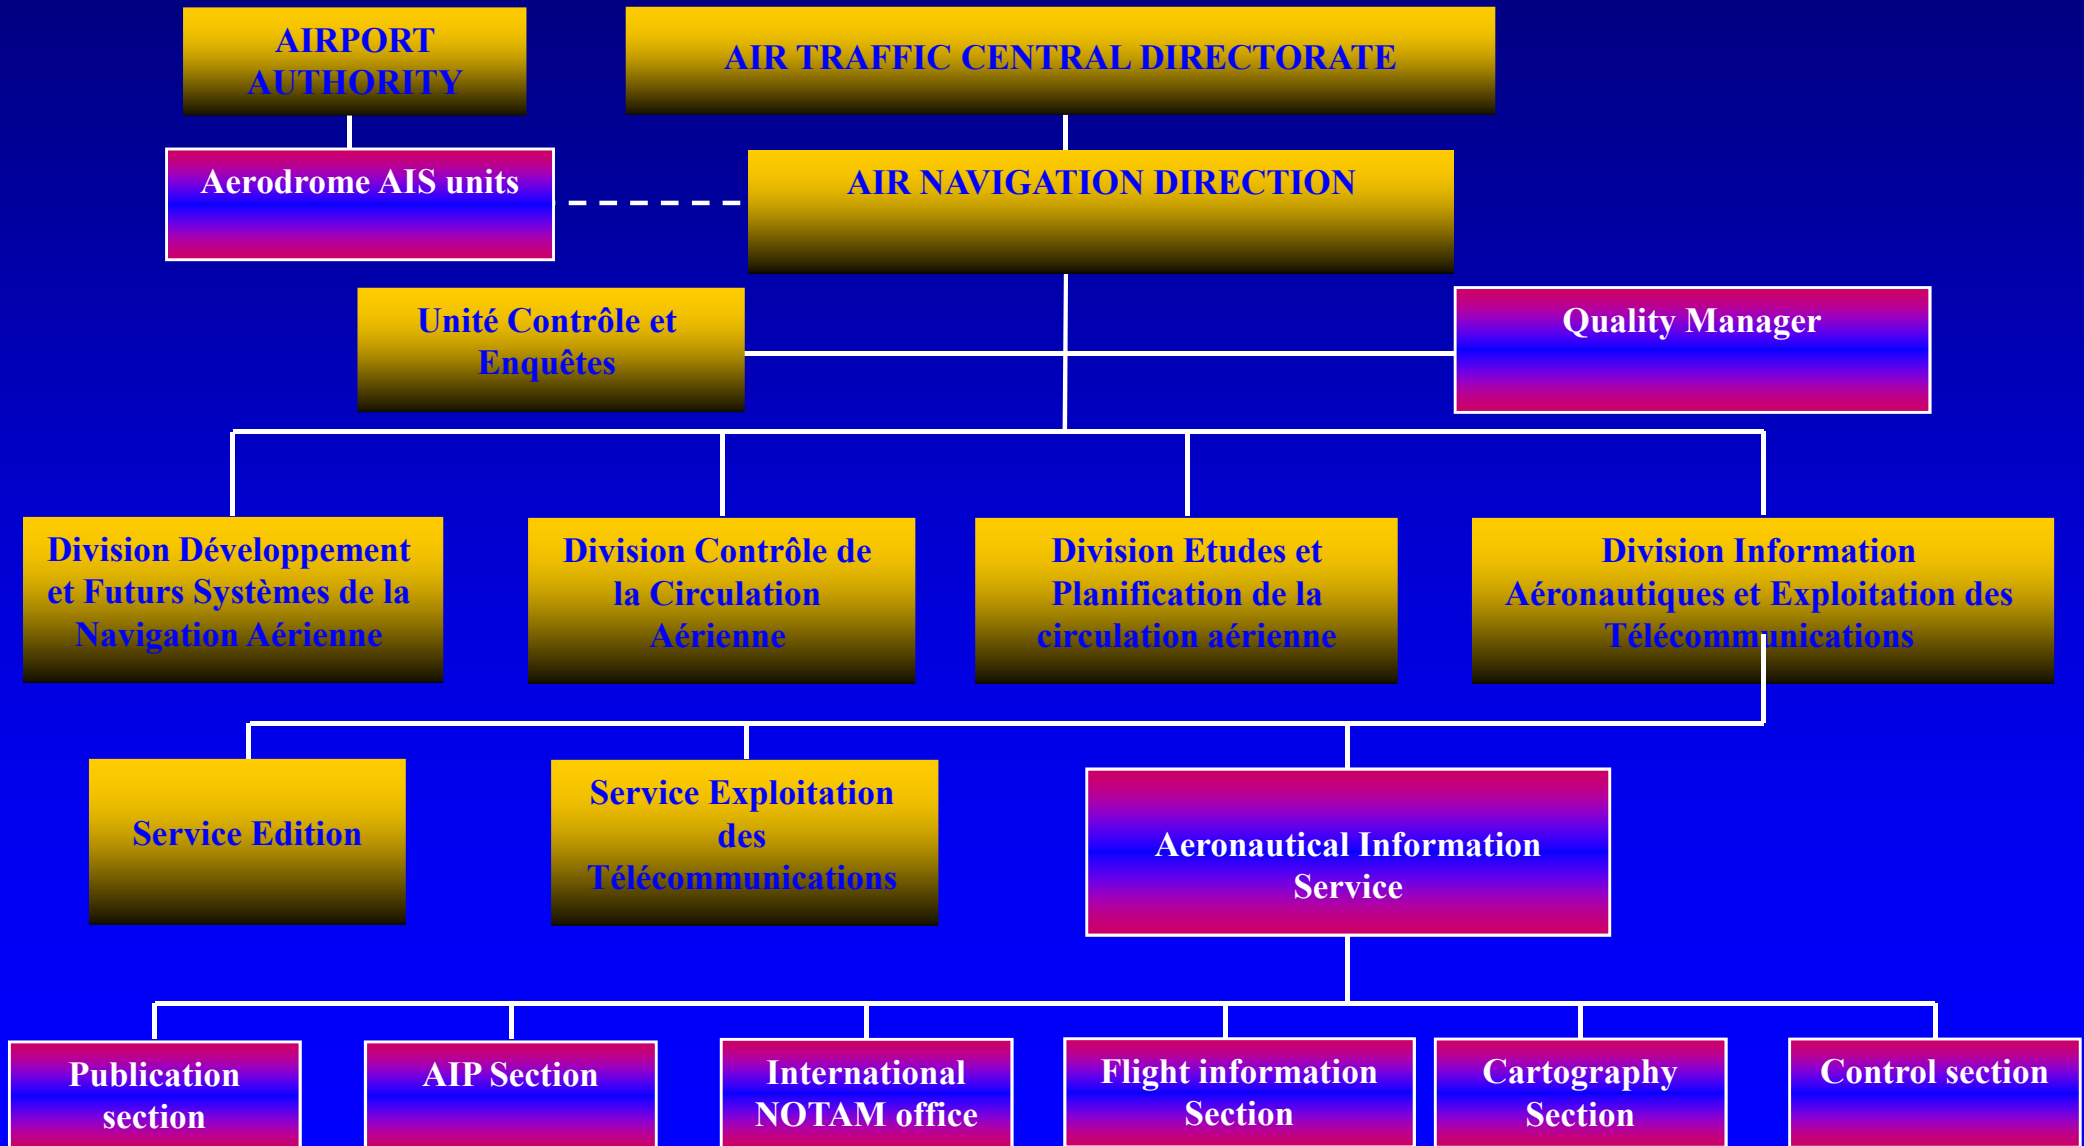 AIRPORT
AUTHORITY
AIR TRAFFIC CENTRAL DIRECTORATE
Aerodrome AIS units
AIR NAVIGATION DIRECTION
Unité Contrôle et
Enquêtes
Quality Manager
Division Développement
et Futurs Systèmes de la
Navigation Aérienne
Division Contrôle de
la Circulation
Aérienne
Division Etudes et
Planification de la
circulation aérienne
Division Information
Aéronautiques et Exploitation des
Télécommunications
Service Edition
Service Exploitation
des
Télécommunications
Aeronautical Information
Service
Publication
section
AIP Section
International
NOTAM office
Flight information
Section
Cartography
Section
Control section